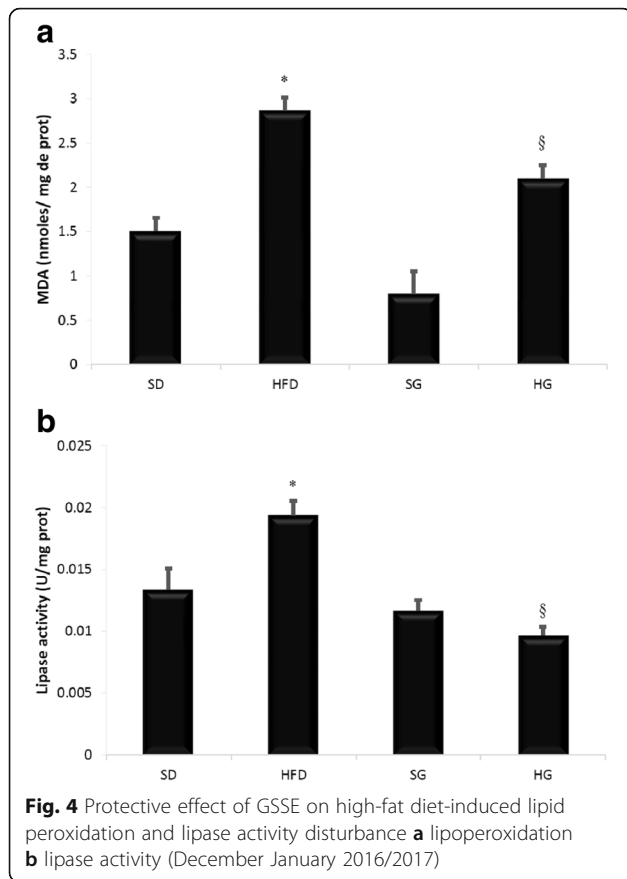 a
3.5
3
2.5
2
1.5
1
0.5
0
MDA (nmoles/ mg de prot)
*
§
SD HFD SG HG
b
0.025
0.02
0.015
0.01
0.005
0
Lipase activity (U/mg prot)
*
§
SD HFD SG HG
Fig. 4 Protective effect of GSSE on high-fat diet-induced lipid
peroxidation and lipase activity disturbance a lipoperoxidation
b lipase activity (December January 2016/2017)